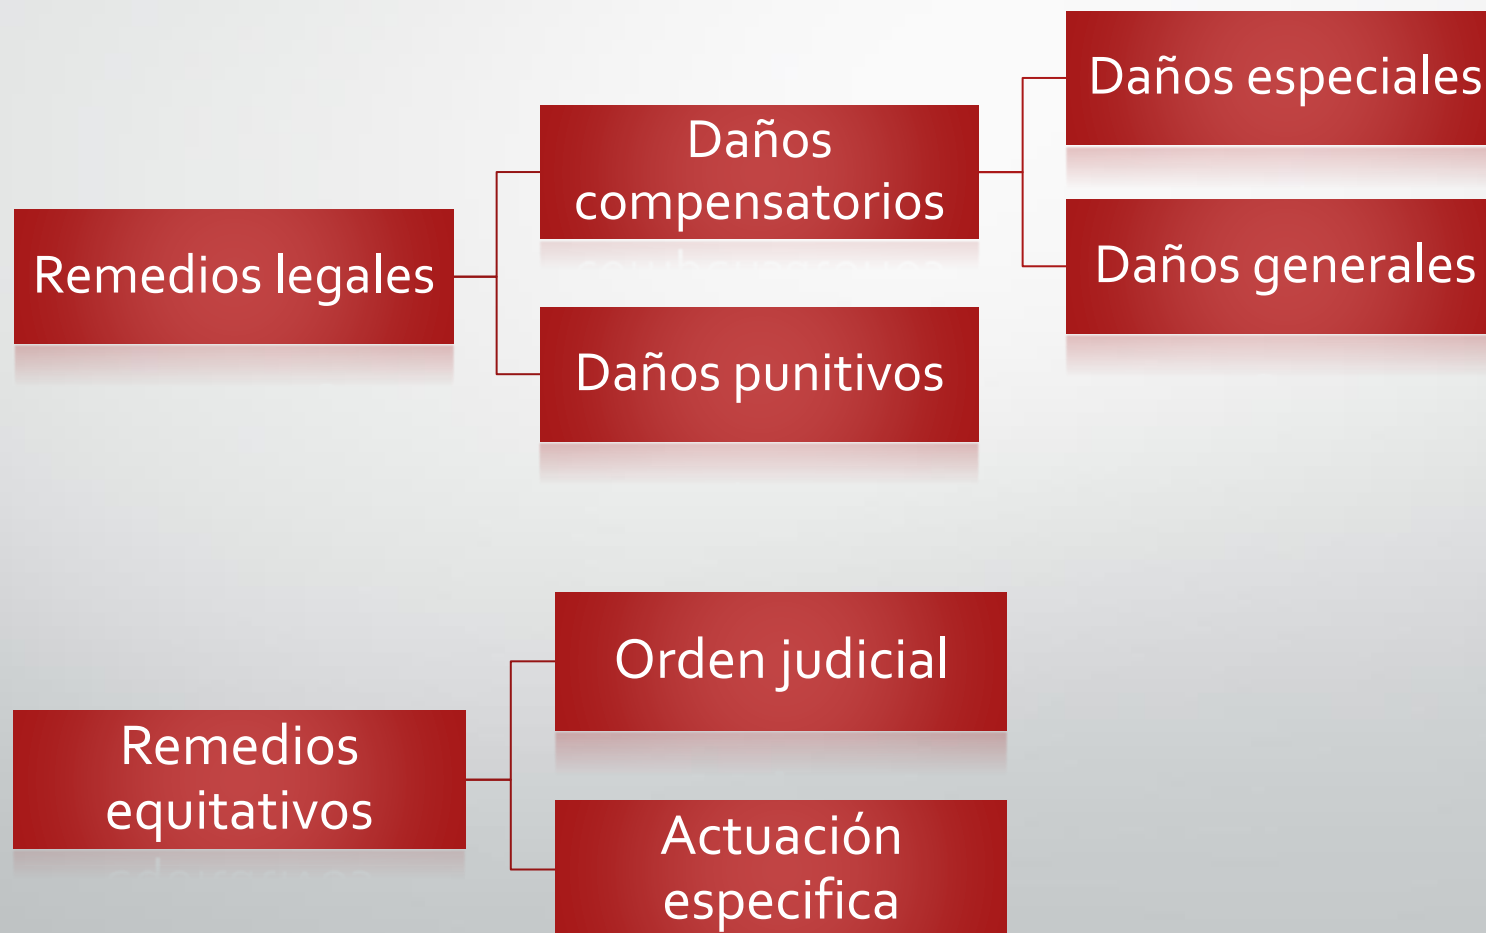 Daños especiales
Daños
compensatorios
Remedios legales
Daños generales
Daños punitivos
Orden judicial
Remedios
equitativos
Actuación
especifica